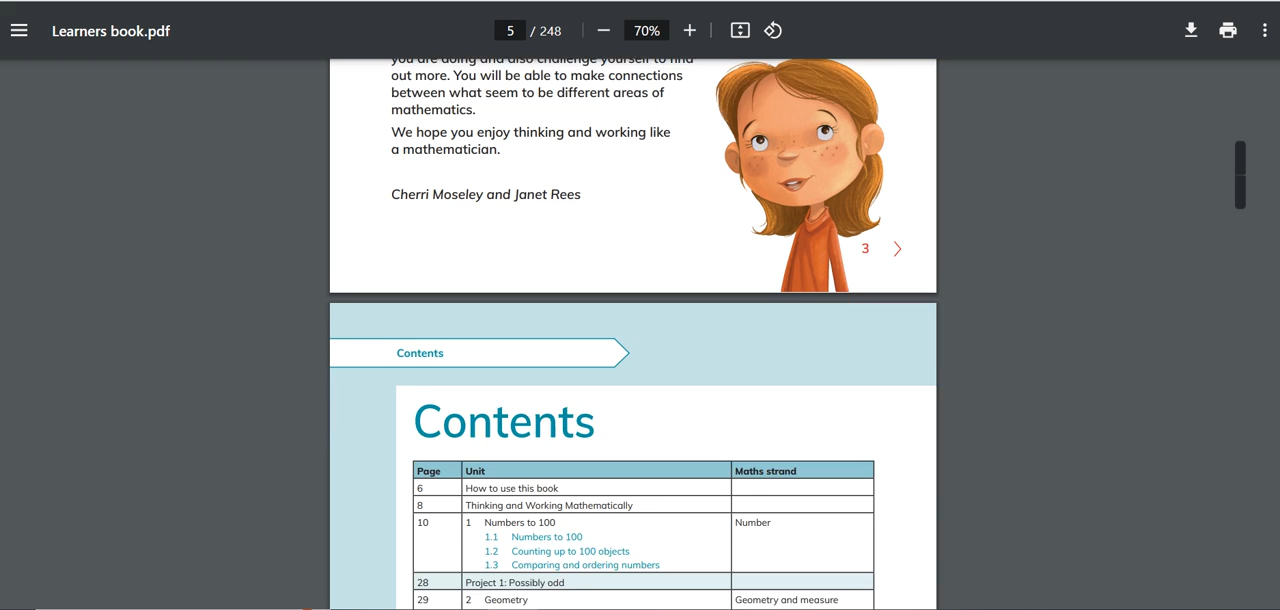 Learners book.pdf
5 / 248
70%
you are doing and also challenge yourself to find
out more. You will be able to make connections
between what seem to be different areas of
mathematics.
We hope you enjoy thinking and working like
a mathematician.
Cherri Moseley and Janet Rees
3
Contents
Contents
Page Unit Maths strand
6 How to use this book
8 Thinking and Working Mathematically
10 1 Numbers to 100 Number
1.1 Numbers to 100
1.2 Counting up to 100 objects
1.3 Comparing and ordering numbers
28 Project 1: Possibly odd
29 2 Geometry Geometry and measure